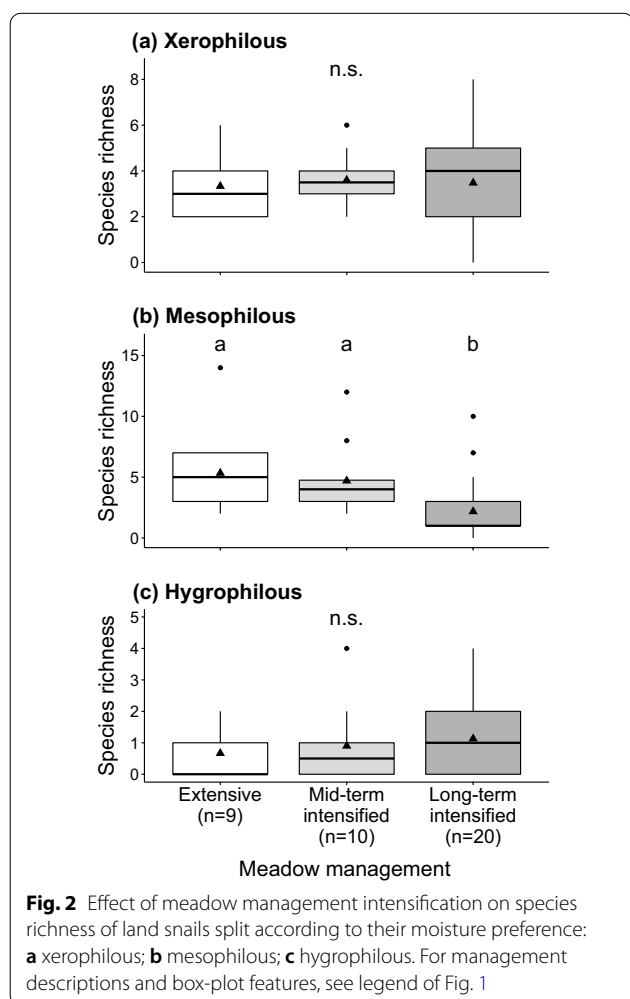 (a) Xerophilous
n.s.
8
6
4
2
0
Species richness
(b) Mesophilous
a a b
15
10
5
0
Species richness
(c) Hygrophilous
n.s.
5
4
3
2
1
0
Species richness
Extensive Mid-term Long-term
(n=9) intensified intensified
(n=10) (n=20)
Meadow management
Fig. 2 Effect of meadow management intensification on species
richness of land snails split according to their moisture preference:
a xerophilous; b mesophilous; c hygrophilous. For management
descriptions and box-plot features, see legend of Fig. 1